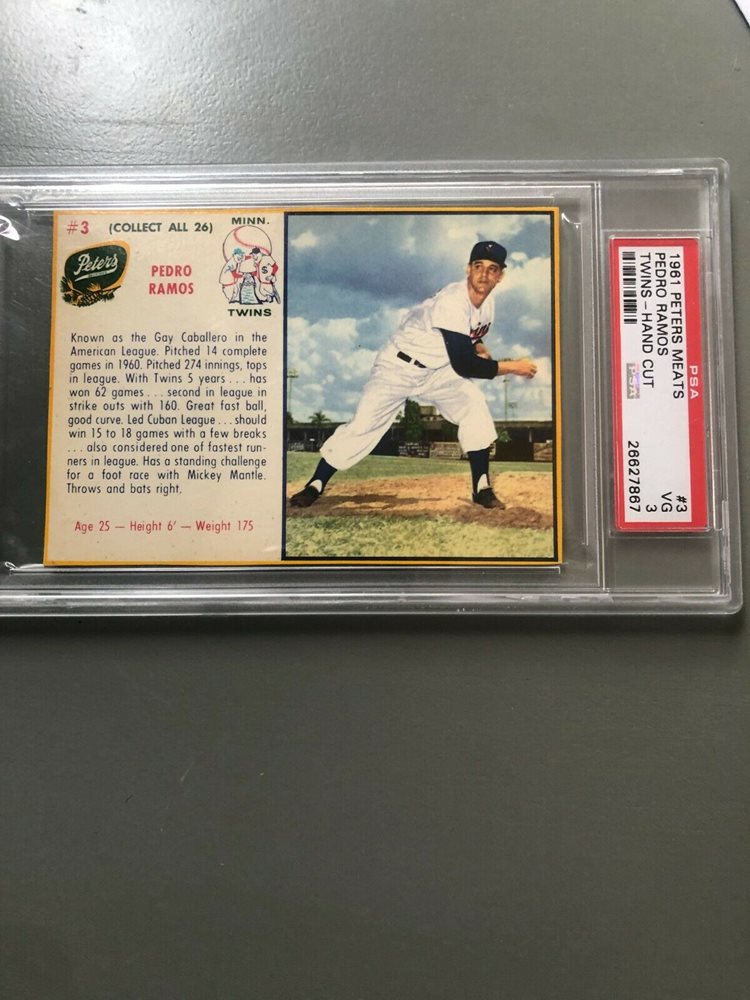 #3 (COLLECT ALL 26)
MINN.
Peters
PEDRO
RAMOS
TWINS
Known as the Gay Caballero in the
American League. Pitched 14 complete
games in 1960. Pitched 274 innings, tops
in league. With Twins 5 years . . . has
won 62 games . . . second in league in
strike outs with 160. Great fast ball,
good curve. Led Cuban League . . . should
win 15 to 18 games with a few breaks
. . . also considered one of fastest run-
ners in league. Has a standing challenge
for a foot race with Mickey Mantle.
Throws and bats right.
Age 25 — Height 6' — Weight 175
PSA
1961 PETERS MEATS
PEDRO RAMOS
TWINS – HAND CUT
#3
VG
3
PSA
26627867